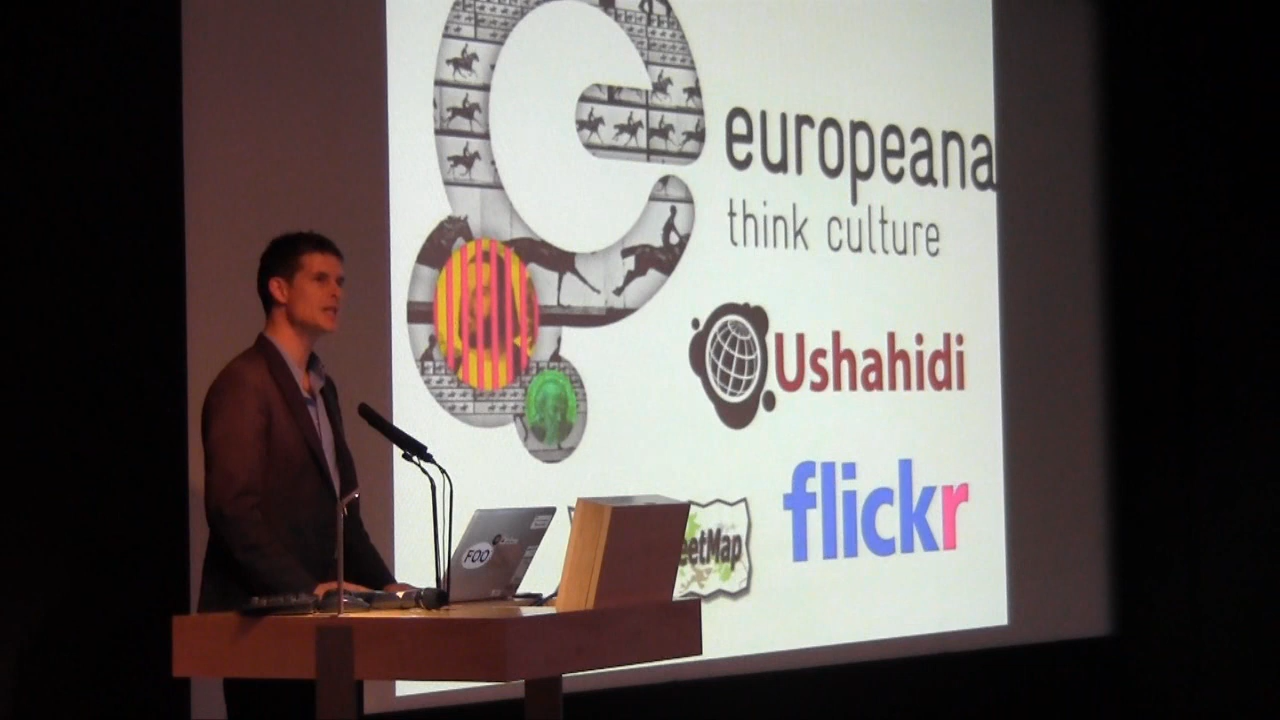 europeana
think culture
Ushahidi
flickr
eetMap
FOO